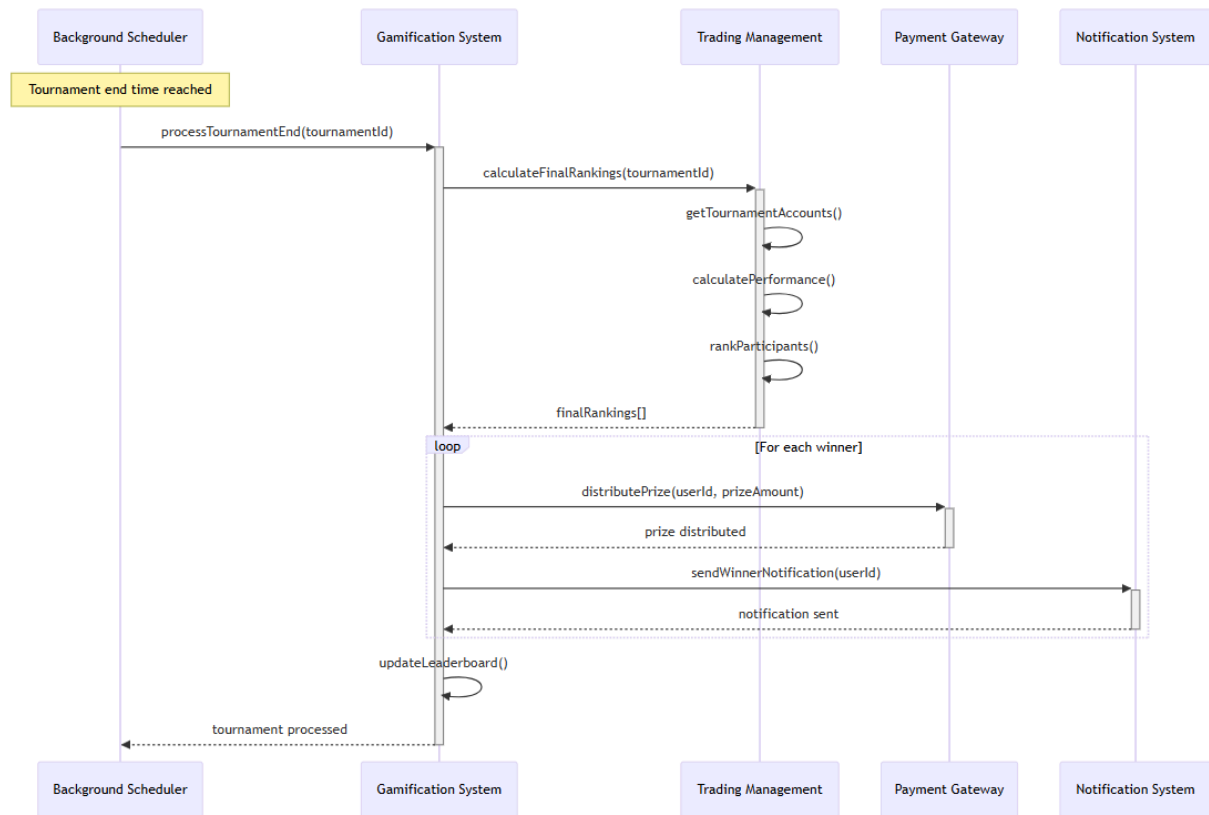 Background Scheduler
Gamification System
Trading Management
Payment Gateway
Notification System
Tournament end time reached
processTournamentEnd(tournamentId)
calculateFinalRankings(tournamentId)
getTournamentAccounts()
calculatePerformance()
rankParticipants()
finalRankings[]
loop
[For each winner]
distributePrize(userId, prizeAmount)
prize distributed
sendWinnerNotification(userId)
notification sent
updateLeaderboard()
tournament processed
Background Scheduler
Gamification System
Trading Management
Payment Gateway
Notification System